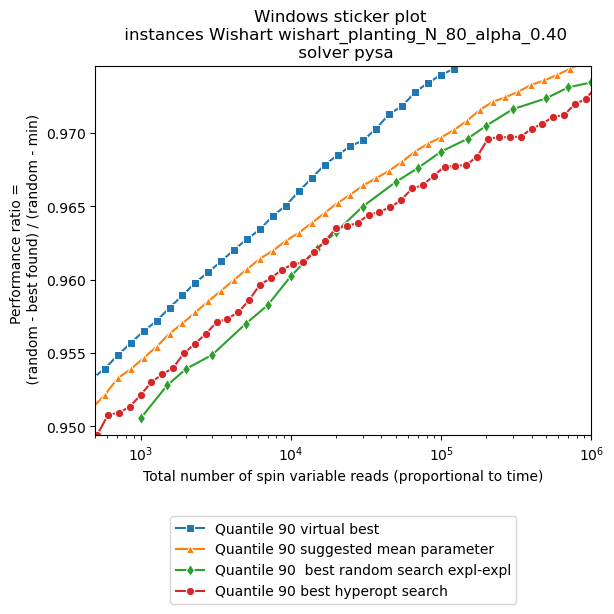 Windows sticker plot
instances Wishart wishart_planting_N_80_alpha_0.40
solver pysa
Performance ratio =
(random - best found) / (random - min)
0.970
0.965
0.960
0.955
0.950
10³
10⁴
10⁵
10⁶
Total number of spin variable reads (proportional to time)
Quantile 90 virtual best
Quantile 90 suggested mean parameter
Quantile 90  best random search expl-expl
Quantile 90 best hyperopt search